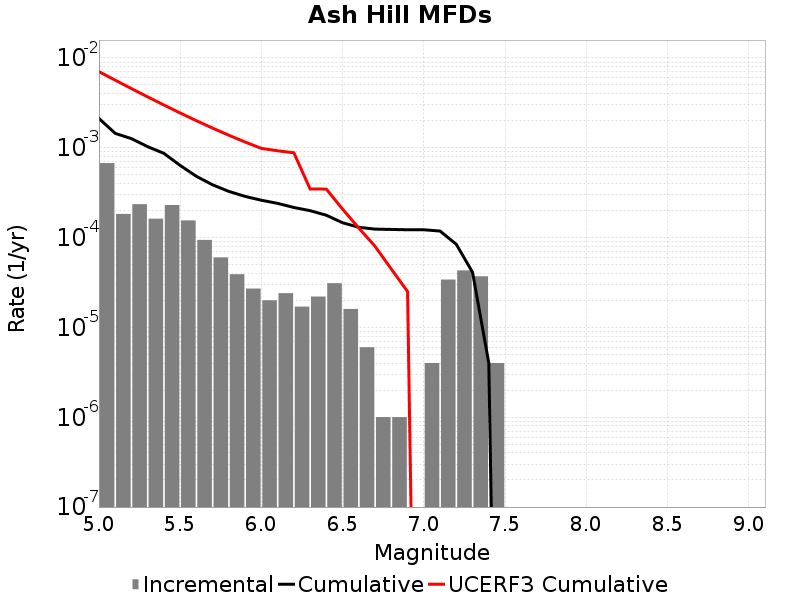 Ash Hill MFDs
10-2
10-3
10-4
10-5
10-6
10-7
Rate (1/yr)
5.0 5.5 6.0 6.5 7.0 7.5 8.0 8.5 9.0
Magnitude
Incremental Cumulative UCERF3 Cumulative